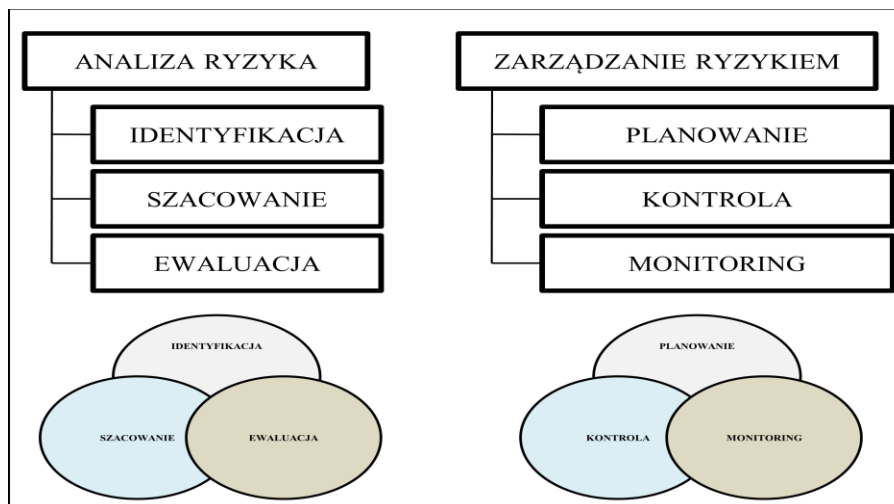 ANALIZA RYZYKA
IDENTYFIKACJA
SZACOWANIE
EWALUACJA
ZARZĄDZANIE RYZYKIEM
PLANOWANIE
KONTROLA
MONITORING
IDENTYFIKACJA
SZACOWANIE
EWALUACJA
PLANOWANIE
KONTROLA
MONITORING